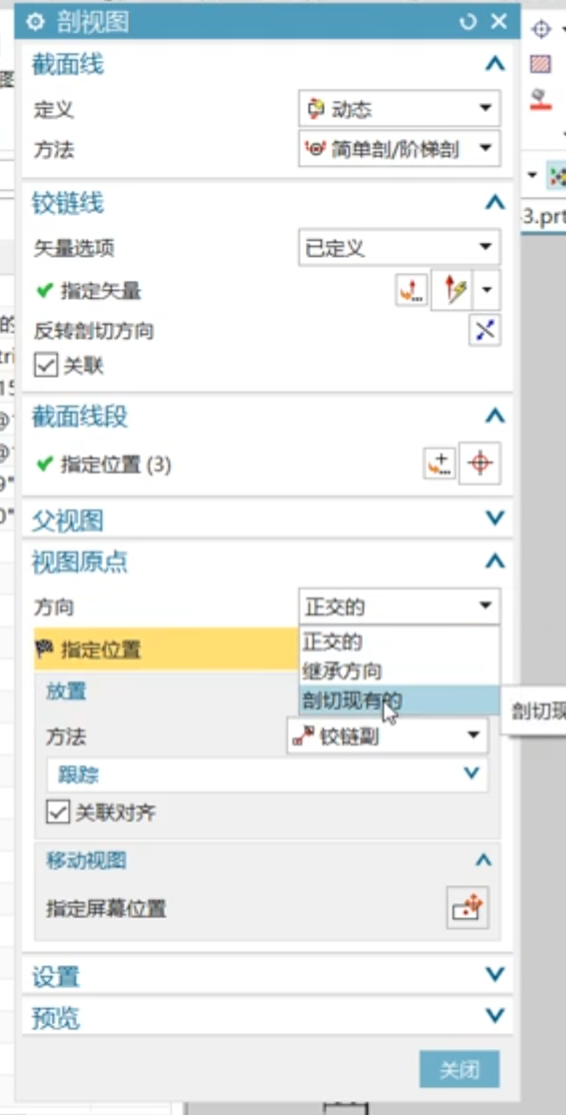 剖视图
截面线
定义 动态
方法 简单剖/阶梯剖
铰链线
3.prt
矢量选项 已定义
指定矢量
反转剖切方向
关联
截面线段
指定位置 (3)
父视图
视图原点
方向 正交的
指定位置 正交的
继承方向
剖切现有的
剖切现
放置
方法 铰链副
跟踪
关联对齐
移动视图
指定屏幕位置
设置
预览
关闭